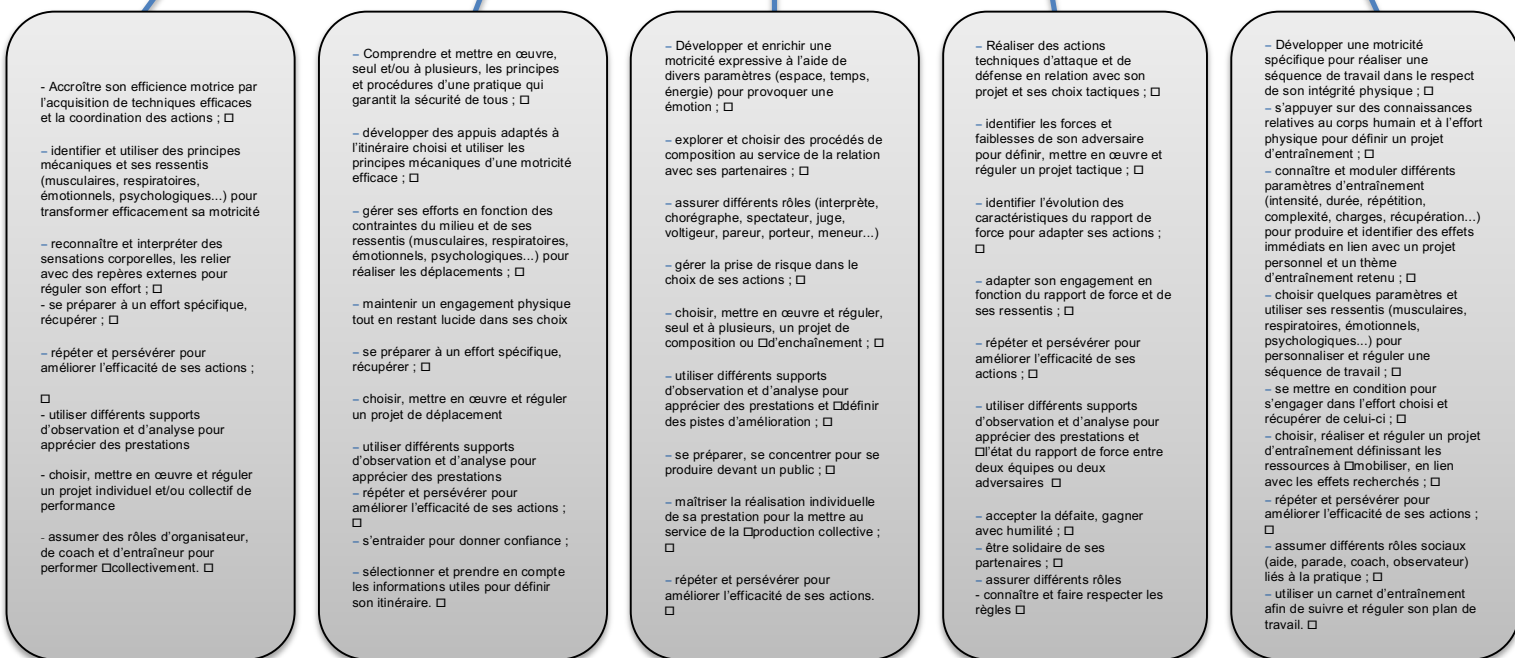 - Accroître son efficience motrice par
l'acquisition de techniques efficaces
et la coordination des actions ; □
– identifier et utiliser des principes
mécaniques et ses ressentis
(musculaires, respiratoires,
émotionnels, psychologiques...) pour
transformer efficacement sa motricité
– reconnaître et interpréter des
sensations corporelles, les relier
avec des repères externes pour
réguler son effort ; □
- se préparer à un effort spécifique,
récupérer ; □
– répéter et persévérer pour
améliorer l'efficacité de ses actions ;
□
- utiliser différents supports
d'observation et d'analyse pour
apprécier des prestations
- choisir, mettre en œuvre et réguler
un projet individuel et/ou collectif de
performance
- assumer des rôles d'organisateur,
de coach et d'entraîneur pour
performer □collectivement. □
– Comprendre et mettre en œuvre,
seul et/ou à plusieurs, les principes
et procédures d'une pratique qui
garantit la sécurité de tous ; □
– développer des appuis adaptés à
l'itinéraire choisi et utiliser les
principes mécaniques d'une motricité
efficace ; □
– gérer ses efforts en fonction des
contraintes du milieu et de ses
ressentis (musculaires, respiratoires,
émotionnels, psychologiques...) pour
réaliser les déplacements ; □
– maintenir un engagement physique
tout en restant lucide dans ses choix
– se préparer à un effort spécifique,
récupérer ; □
– choisir, mettre en œuvre et réguler
un projet de déplacement
– utiliser différents supports
d'observation et d'analyse pour
apprécier des prestations
– répéter et persévérer pour
améliorer l'efficacité de ses actions ;
□
– s'entraider pour donner confiance ;
– sélectionner et prendre en compte
les informations utiles pour définir
son itinéraire. □
– Développer et enrichir une
motricité expressive à l'aide de
divers paramètres (espace, temps,
énergie) pour provoquer une
émotion ; □
– explorer et choisir des procédés de
composition au service de la relation
avec ses partenaires ; □
– assurer différents rôles (interprète,
chorégraphe, spectateur, juge,
voltigeur, pareur, porteur, meneur...)
– gérer la prise de risque dans le
choix de ses actions ; □
– choisir, mettre en œuvre et réguler,
seul et à plusieurs, un projet de
composition ou □d'enchaînement ; □
– utiliser différents supports
d'observation et d'analyse pour
apprécier des prestations et □définir
des pistes d'amélioration ; □
– se préparer, se concentrer pour se
produire devant un public ; □
– maîtriser la réalisation individuelle
de sa prestation pour la mettre au
service de la □production collective ;
□
– répéter et persévérer pour
améliorer l'efficacité de ses actions.
□
– Réaliser des actions
techniques d'attaque et de
défense en relation avec son
projet et ses choix tactiques ; □
– identifier les forces et
faiblesses de son adversaire
pour définir, mettre en œuvre et
réguler un projet tactique ; □
– identifier l'évolution des
caractéristiques du rapport de
force pour adapter ses actions ;
□
– adapter son engagement en
fonction du rapport de force et de
ses ressentis ; □
– répéter et persévérer pour
améliorer l'efficacité de ses
actions ; □
– utiliser différents supports
d'observation et d'analyse pour
apprécier des prestations et
□l'état du rapport de force entre
deux équipes ou deux
adversaires □
– accepter la défaite, gagner
avec humilité ; □
– être solidaire de ses
partenaires ; □
– assurer différents rôles
- connaître et faire respecter les
règles □
– Développer une motricité
spécifique pour réaliser une
séquence de travail dans le respect
de son intégrité physique ; □
– s'appuyer sur des connaissances
relatives au corps humain et à l'effort
physique pour définir un projet
d'entraînement ; □
– connaître et moduler différents
paramètres d'entraînement
(intensité, durée, répétition,
complexité, charges, récupération...)
pour produire et identifier des effets
immédiats en lien avec un projet
personnel et un thème
d'entraînement retenu ; □
– choisir quelques paramètres et
utiliser ses ressentis (musculaires,
respiratoires, émotionnels,
psychologiques...) pour
personnaliser et réguler une
séquence de travail ; □
– se mettre en condition pour
s'engager dans l'effort choisi et
récupérer de celui-ci ; □
– choisir, réaliser et réguler un projet
d'entraînement définissant les
ressources à □mobiliser, en lien
avec les effets recherchés ; □
– répéter et persévérer pour
améliorer l'efficacité de ses actions ;
□
– assumer différents rôles sociaux
(aide, parade, coach, observateur)
liés à la pratique ; □
– utiliser un carnet d'entraînement
afin de suivre et réguler son plan de
travail. □